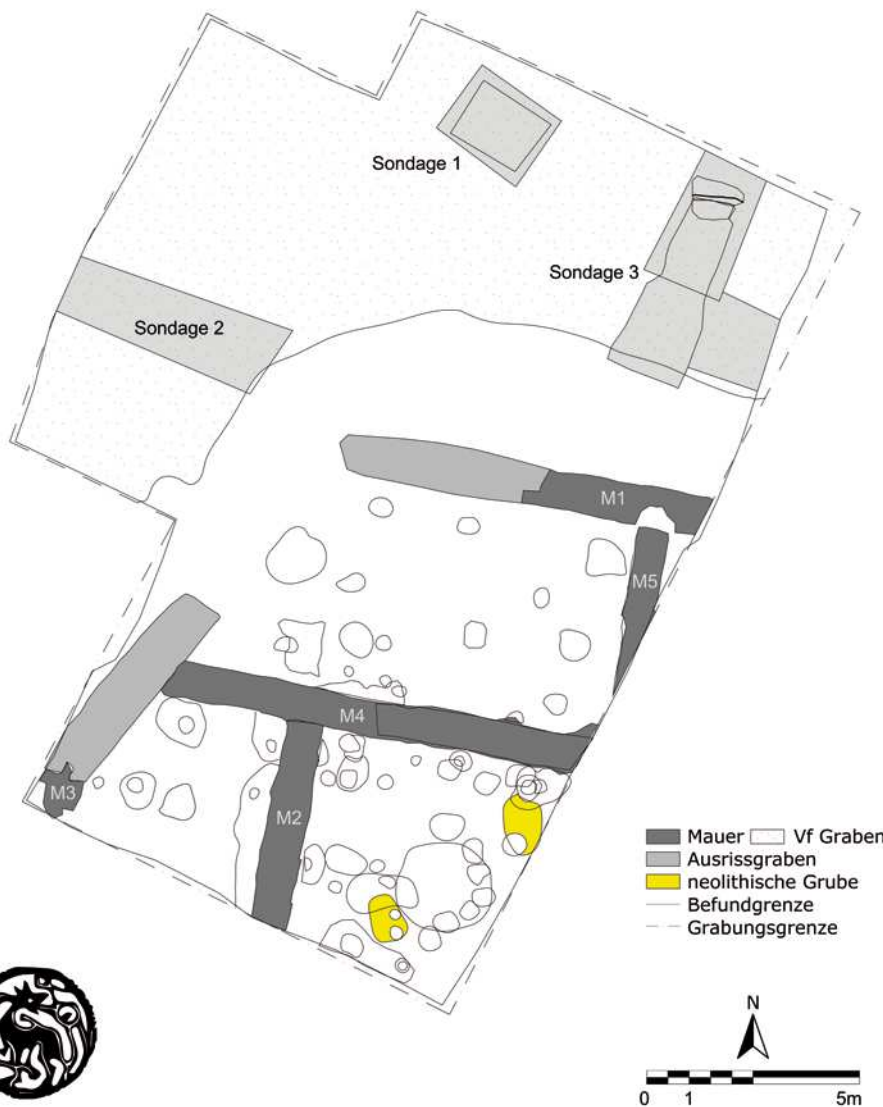 Sondage 1
Sondage 3
Sondage 2
M1
M5
M4
M3
M2
Mauer Vf Graben
Ausrissgraben
neolithische Grube
Befundgrenze
Grabungsgrenze
N
0 1 5m